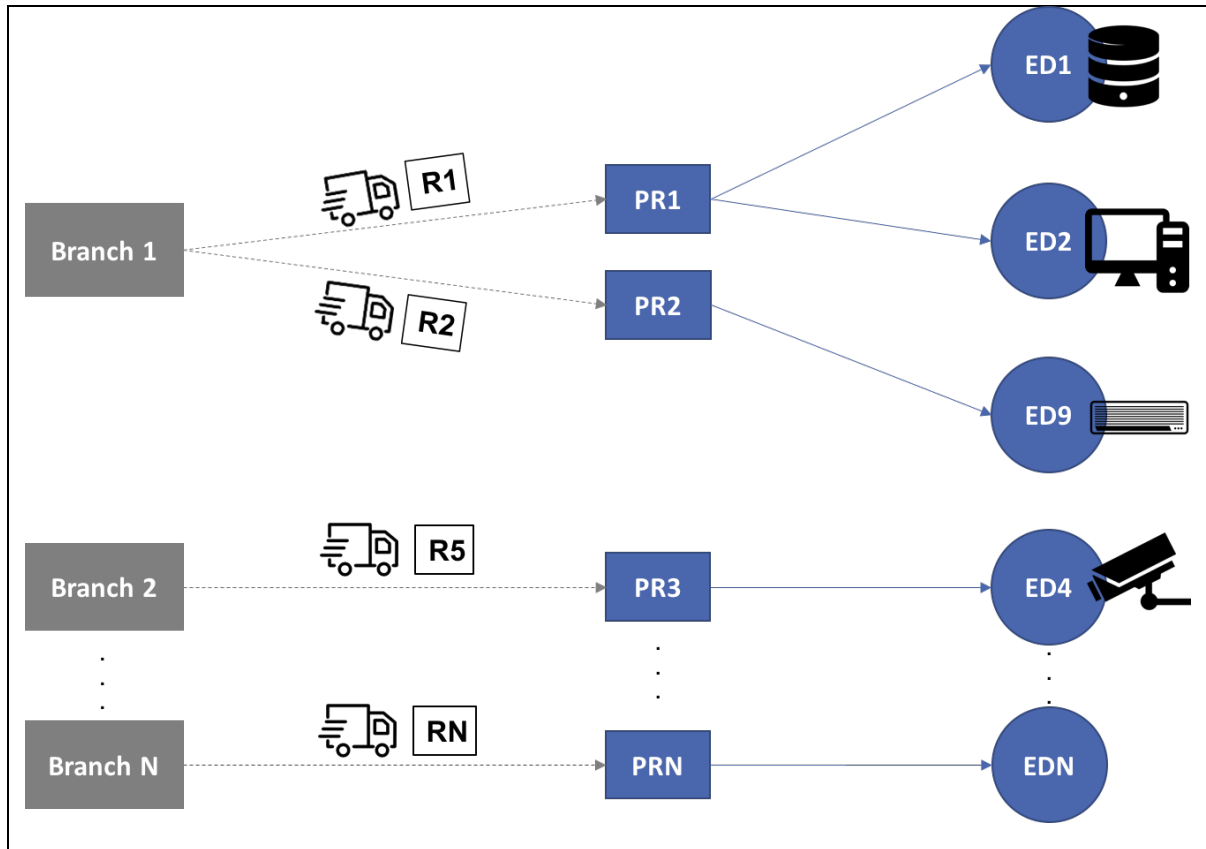 ED1
R1
PR1
Branch 1
ED2
R2
PR2
ED9
R5
Branch 2
PR3
ED4
.
.
.
.
.
.
.
.
.
RN
Branch N
PRN
EDN